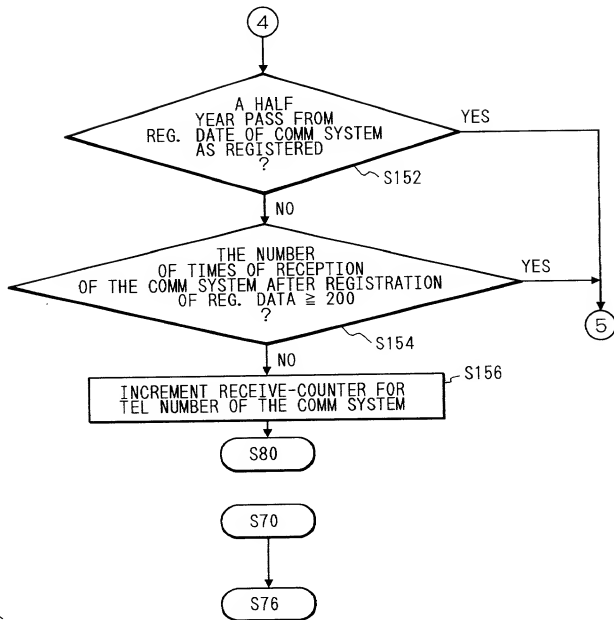 4
A HALF
YEAR PASS FROM
REG. DATE OF COMM SYSTEM
AS REGISTERED
?
YES
S152
NO
THE NUMBER
OF TIMES OF RECEPTION
OF THE COMM SYSTEM AFTER REGISTRATION
OF REG. DATA ≧ 200
?
YES
5
S154
NO
S156
INCREMENT RECEIVE-COUNTER FOR
TEL NUMBER OF THE COMM SYSTEM
S80
S70
S76